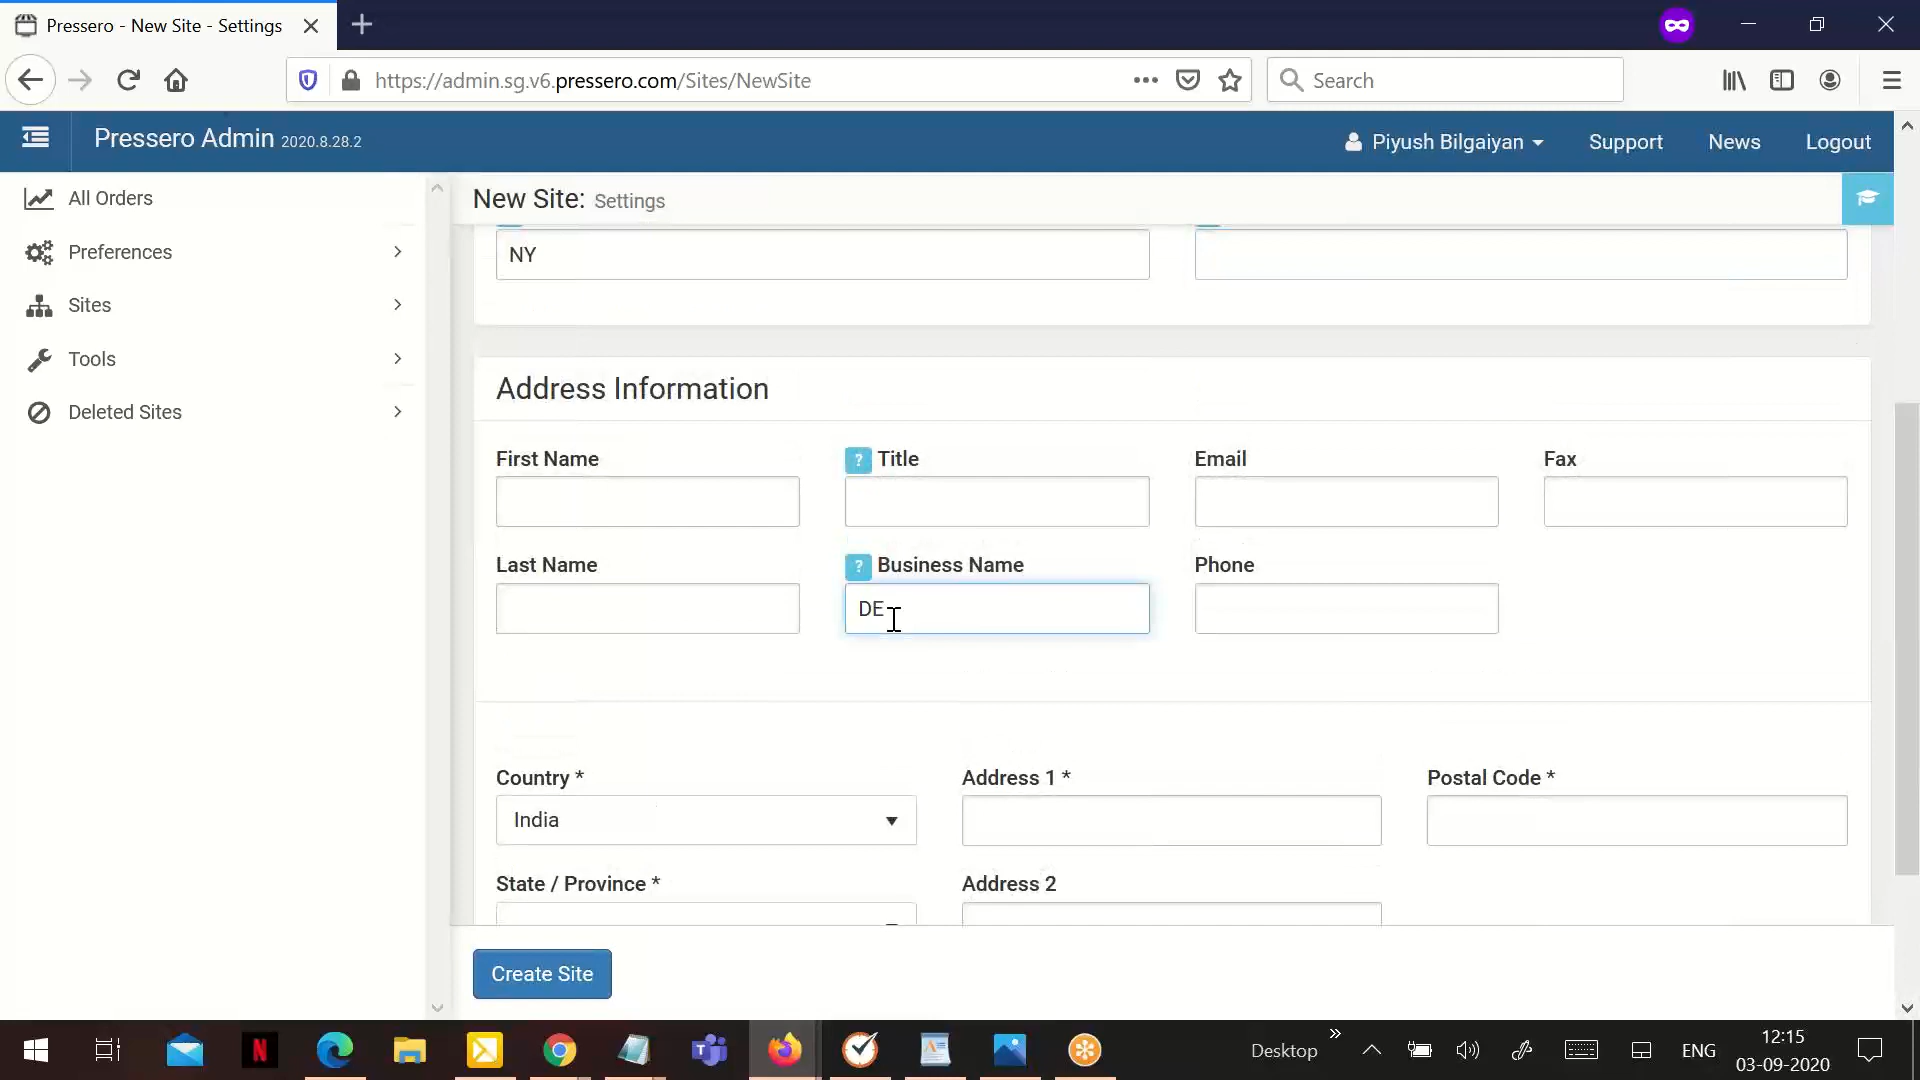 Pressero - New Site - Settings
https://admin.sg.v6.pressero.com/Sites/NewSite
Search
Pressero Admin 2020.8.28.2
Piyush Bilgaiyan
Support
News
Logout
All Orders
Preferences
Sites
Tools
Deleted Sites
New Site: Settings
NY
Address Information
First Name
? Title
Email
Fax
Last Name
? Business Name
Phone
DE
Country *
Address 1 *
Postal Code *
India
State / Province *
Address 2
Create Site
Desktop
ENG
12:15
03-09-2020